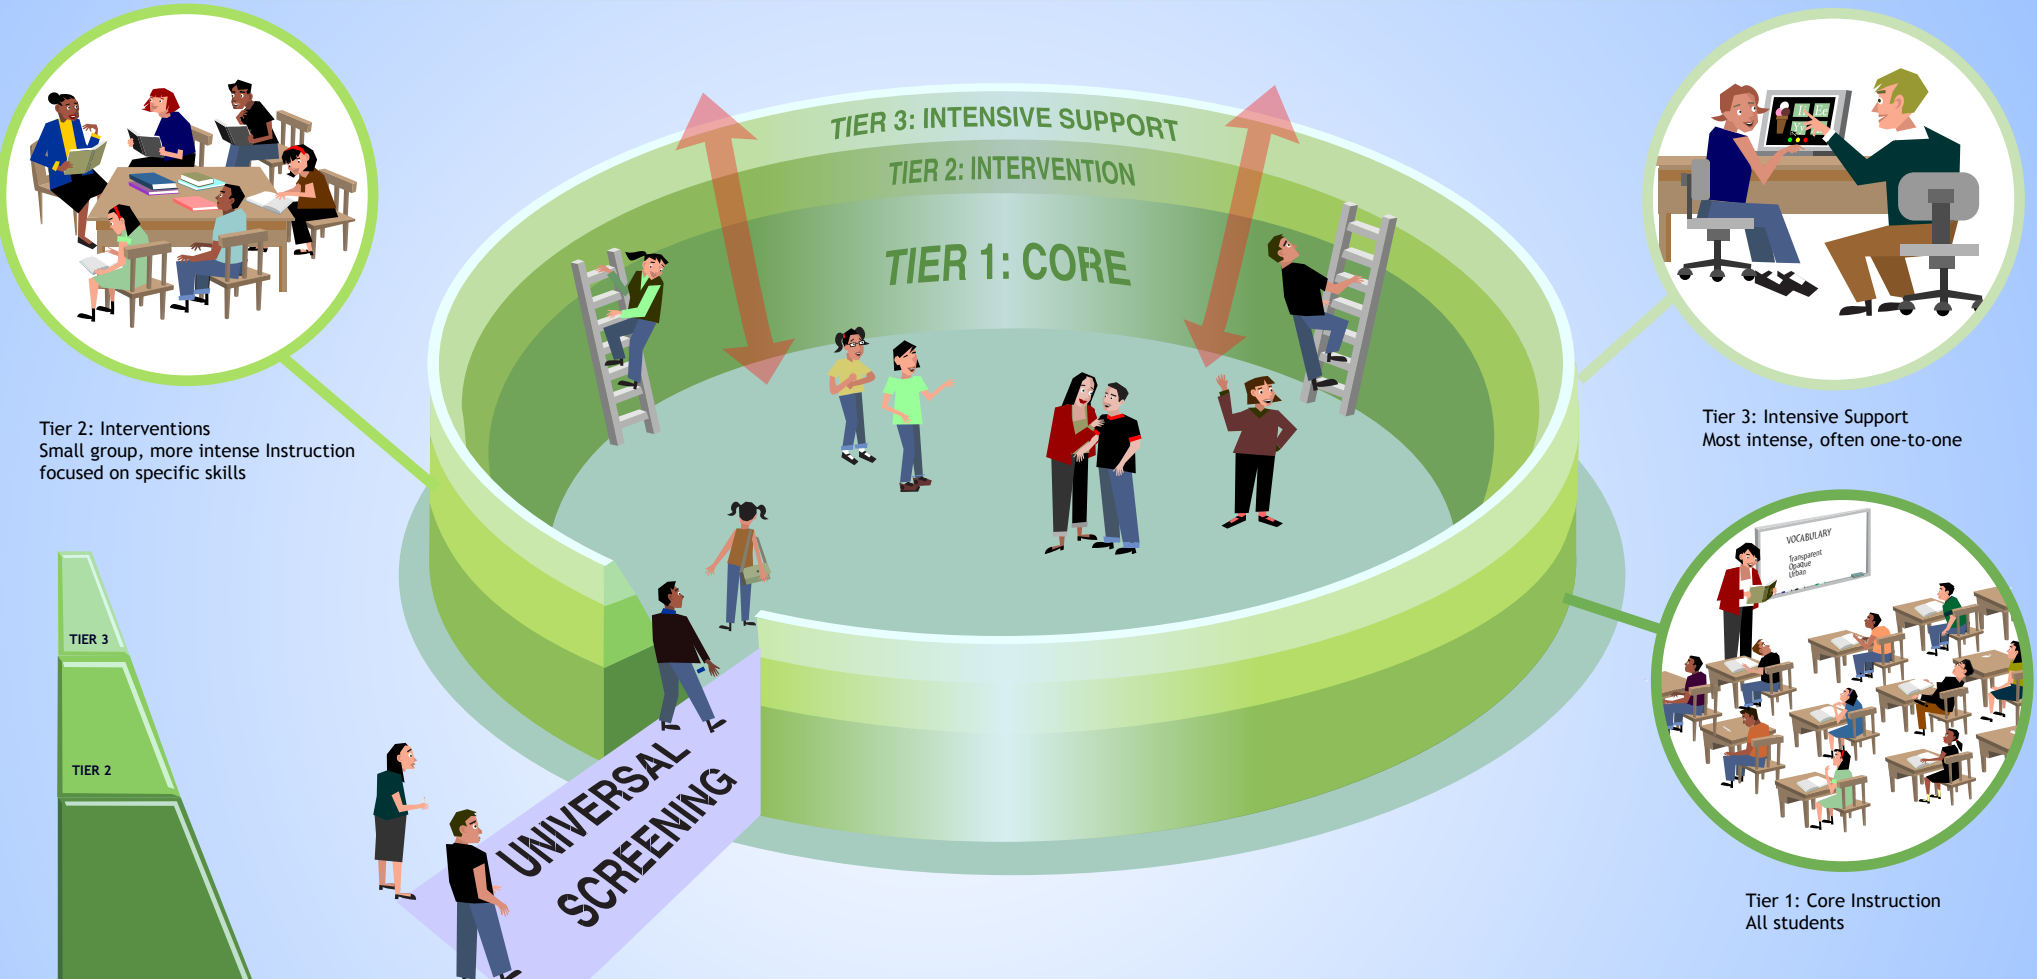 TIER 3: INTENSIVE SUPPORT
TIER 2: INTERVENTION
TIER 1: CORE
Tier 2: Interventions
Small group, more intense Instruction
focused on specific skills
Tier 3: Intensive Support
Most intense, often one-to-one
VOCABULARY
Transparent
Opaque
Urban
TIER 3
TIER 2
UNIVERSAL
SCREENING
Tier 1: Core Instruction
All students